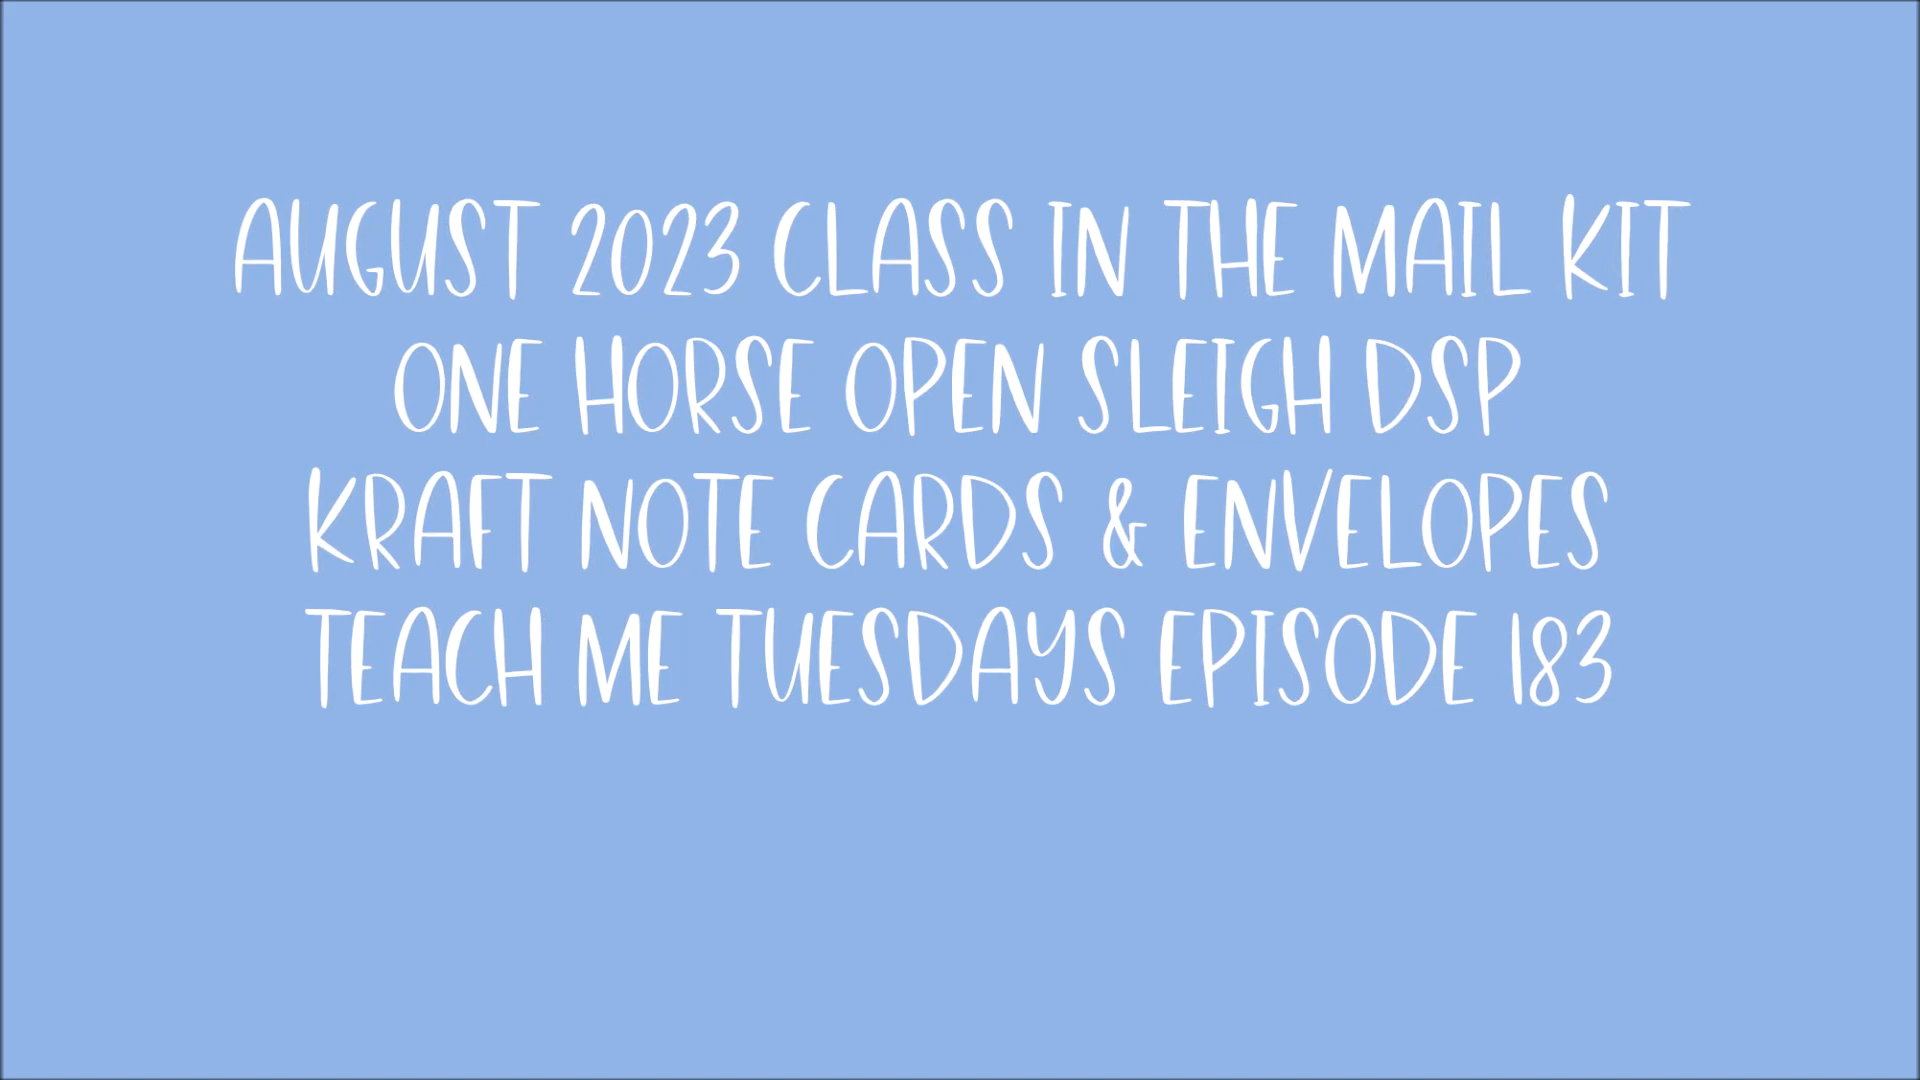 AUGUST 2023 CLASS IN THE MAIL KIT
ONE HORSE OPEN SLEIGH DSP
KRAFT NOTE CARDS & ENVELOPES
TEACH ME TUESDAYS EPISODE 183